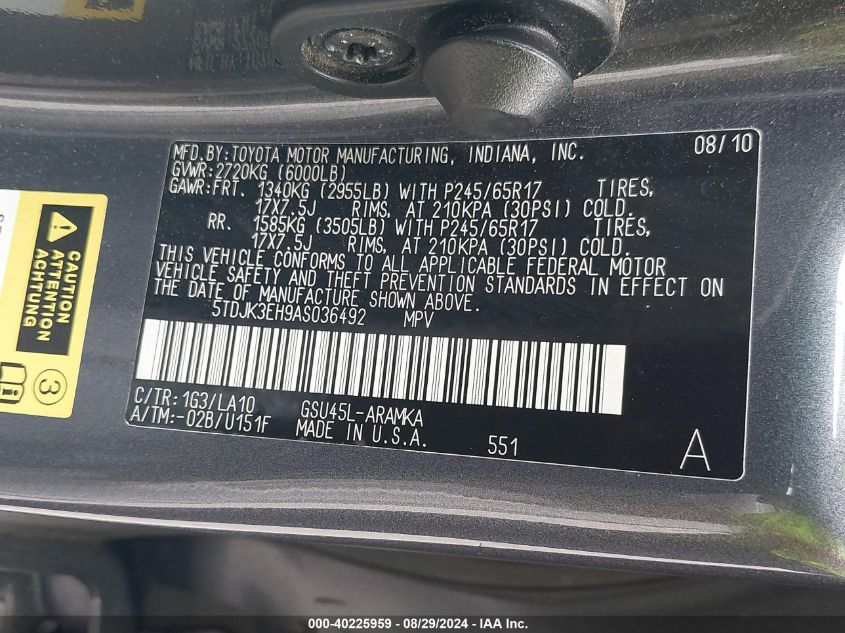 MFD.BY:TOYOTA MOTOR MANUFACTURING, INDIANA, INC. 08/10
GVWR:2720KG (6000LB)
GAWR:FRT. 1340KG (2955LB) WITH P245/65R17 TIRES,
17X7.5J RIMS, AT 210KPA (30PSI) COLD.
RR. 1585KG (3505LB) WITH P245/65R17 TIRES,
17X7.5J RIMS, AT 210KPA (30PSI) COLD.
THIS VEHICLE CONFORMS TO ALL APPLICABLE FEDERAL MOTOR
VEHICLE SAFETY AND THEFT PREVENTION STANDARDS IN EFFECT ON
THE DATE OF MANUFACTURE SHOWN ABOVE.
5TDJK3EH9AS036492 MPV
C/TR:1G3/LA10 GSU45L-ARAMKA
A/TM:-02B/U151F MADE IN U.S.A.
551
A
CAUTION
ATTENTION
ACHTUNG
3
000-40225959 - 08/29/2024 - IAA Inc.